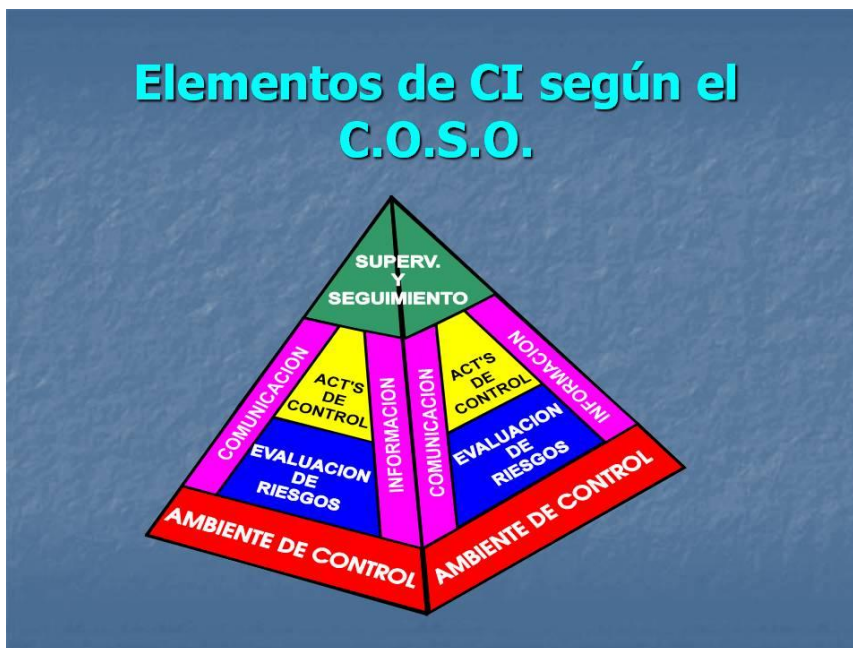 Elementos de CI según el
C.O.S.O.
SUPERV.
Y
SEGUIMIENTO
COMUNICACION
ACT'S
DE
CONTROL
INFORMACION
EVALUACION
DE
RIESGOS
AMBIENTE DE CONTROL
COMUNICACION
ACT'S
DE
CONTROL
INFORMACION
EVALUACION
DE
RIESGOS
AMBIENTE DE CONTROL